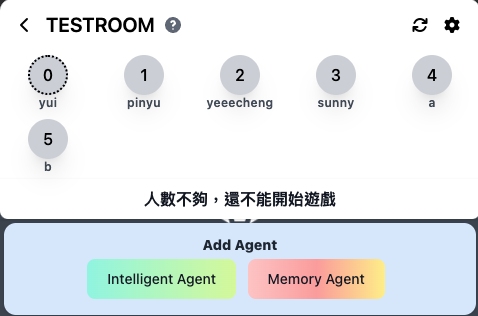 TESTROOM ?
0 1 2 3 4
yui pinyu yeeecheng sunny a
5
b
人數不夠，還不能開始遊戲
Add Agent
Intelligent Agent Memory Agent